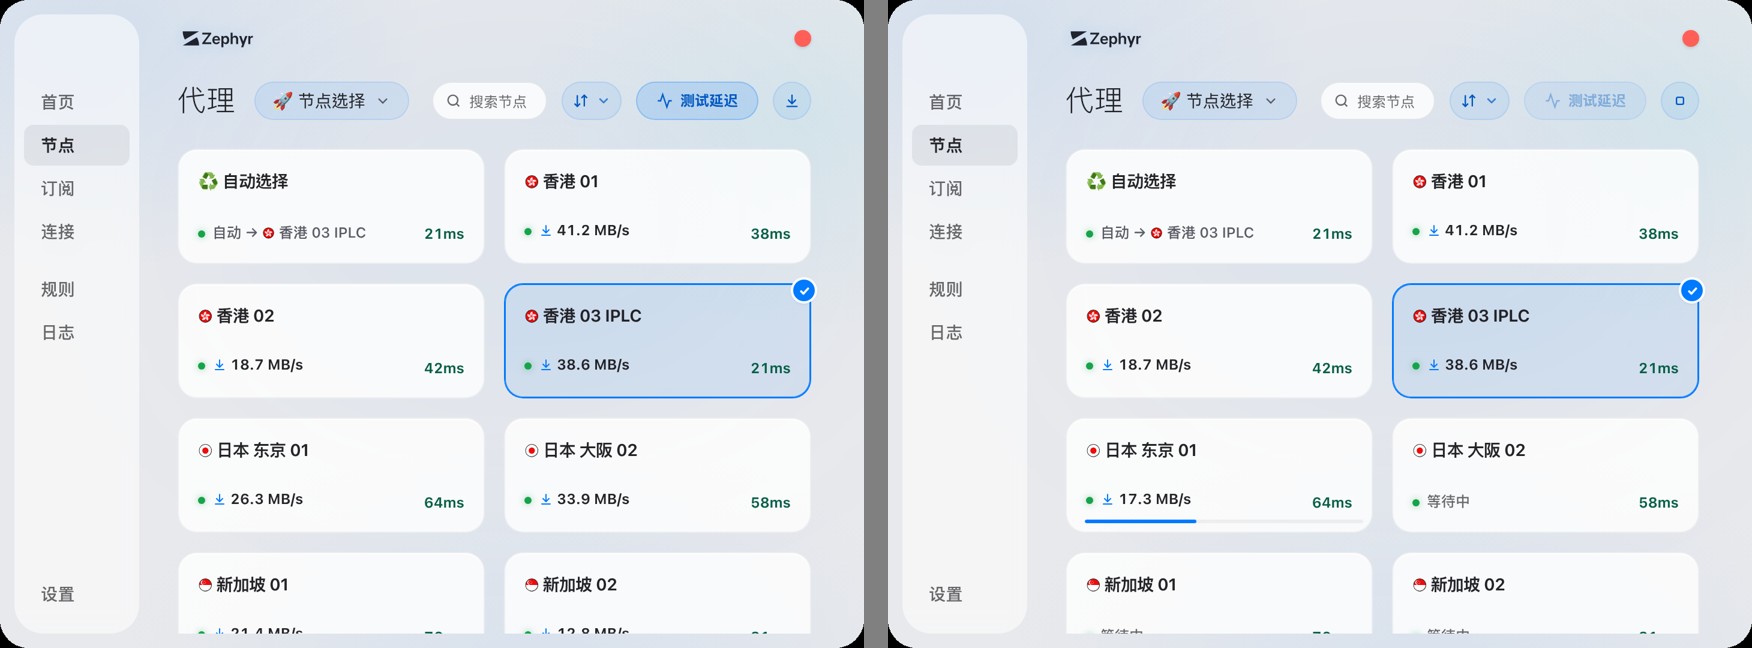 Zephyr
首页
节点
订阅
连接
规则
日志
设置
代理
🚀 节点选择
搜索节点
测试延迟
♻️ 自动选择
自动 → 🇭🇰 香港 03 IPLC
21ms
🇭🇰 香港 01
41.2 MB/s
38ms
🇭🇰 香港 02
18.7 MB/s
42ms
🇭🇰 香港 03 IPLC
38.6 MB/s
21ms
🇯🇵 日本 东京 01
26.3 MB/s
64ms
🇯🇵 日本 大阪 02
33.9 MB/s
58ms
🇸🇬 新加坡 01
🇸🇬 新加坡 02
Zephyr
首页
节点
订阅
连接
规则
日志
设置
代理
🚀 节点选择
搜索节点
测试延迟
♻️ 自动选择
自动 → 🇭🇰 香港 03 IPLC
21ms
🇭🇰 香港 01
41.2 MB/s
38ms
🇭🇰 香港 02
18.7 MB/s
42ms
🇭🇰 香港 03 IPLC
38.6 MB/s
21ms
🇯🇵 日本 东京 01
17.3 MB/s
64ms
🇯🇵 日本 大阪 02
等待中
58ms
🇸🇬 新加坡 01
🇸🇬 新加坡 02